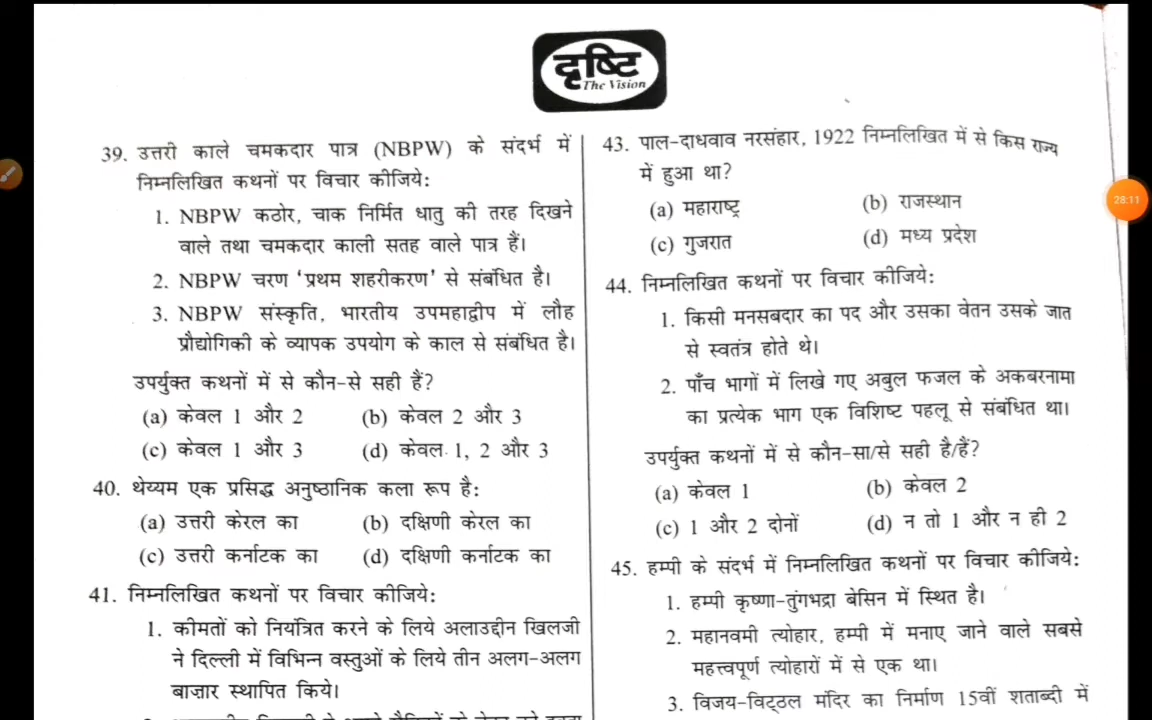 दृष्टि
The Vision
39. उत्तरी काले चमकदार पात्र (NBPW) के संदर्भ में
निम्नलिखित कथनों पर विचार कीजिये:
1. NBPW कठोर, चाक निर्मित धातु की तरह दिखने
वाले तथा चमकदार काली सतह वाले पात्र हैं।
2. NBPW चरण ‘प्रथम शहरीकरण’ से संबंधित है।
3. NBPW संस्कृति, भारतीय उपमहाद्वीप में लौह
प्रौद्योगिकी के व्यापक उपयोग के काल से संबंधित है।
उपर्युक्त कथनों में से कौन-से सही हैं?
(a) केवल 1 और 2 (b) केवल 2 और 3
(c) केवल 1 और 3 (d) केवल 1, 2 और 3
40. थेय्यम एक प्रसिद्ध अनुष्ठानिक कला रूप है:
(a) उत्तरी केरल का (b) दक्षिणी केरल का
(c) उत्तरी कर्नाटक का (d) दक्षिणी कर्नाटक का
41. निम्नलिखित कथनों पर विचार कीजिये:
1. कीमतों को नियंत्रित करने के लिये अलाउद्दीन खिलजी
ने दिल्ली में विभिन्न वस्तुओं के लिये तीन अलग-अलग
बाज़ार स्थापित किये।
43. पाल-दाधवाव नरसंहार, 1922 निम्नलिखित में से किस राज्य
में हुआ था?
(a) महाराष्ट्र (b) राजस्थान
(c) गुजरात (d) मध्य प्रदेश
44. निम्नलिखित कथनों पर विचार कीजिये:
1. किसी मनसबदार का पद और उसका वेतन उसके जात
से स्वतंत्र होते थे।
2. पाँच भागों में लिखे गए अबुल फजल के अकबरनामा
का प्रत्येक भाग एक विशिष्ट पहलू से संबंधित था।
उपर्युक्त कथनों में से कौन-सा/से सही है/हैं?
(a) केवल 1 (b) केवल 2
(c) 1 और 2 दोनों (d) न तो 1 और न ही 2
45. हम्पी के संदर्भ में निम्नलिखित कथनों पर विचार कीजिये:
1. हम्पी कृष्णा-तुंगभद्रा बेसिन में स्थित है।
2. महानवमी त्योहार, हम्पी में मनाए जाने वाले सबसे
महत्त्वपूर्ण त्योहारों में से एक था।
3. विजय-विट्ठल मंदिर का निर्माण 15वीं शताब्दी में
28:11